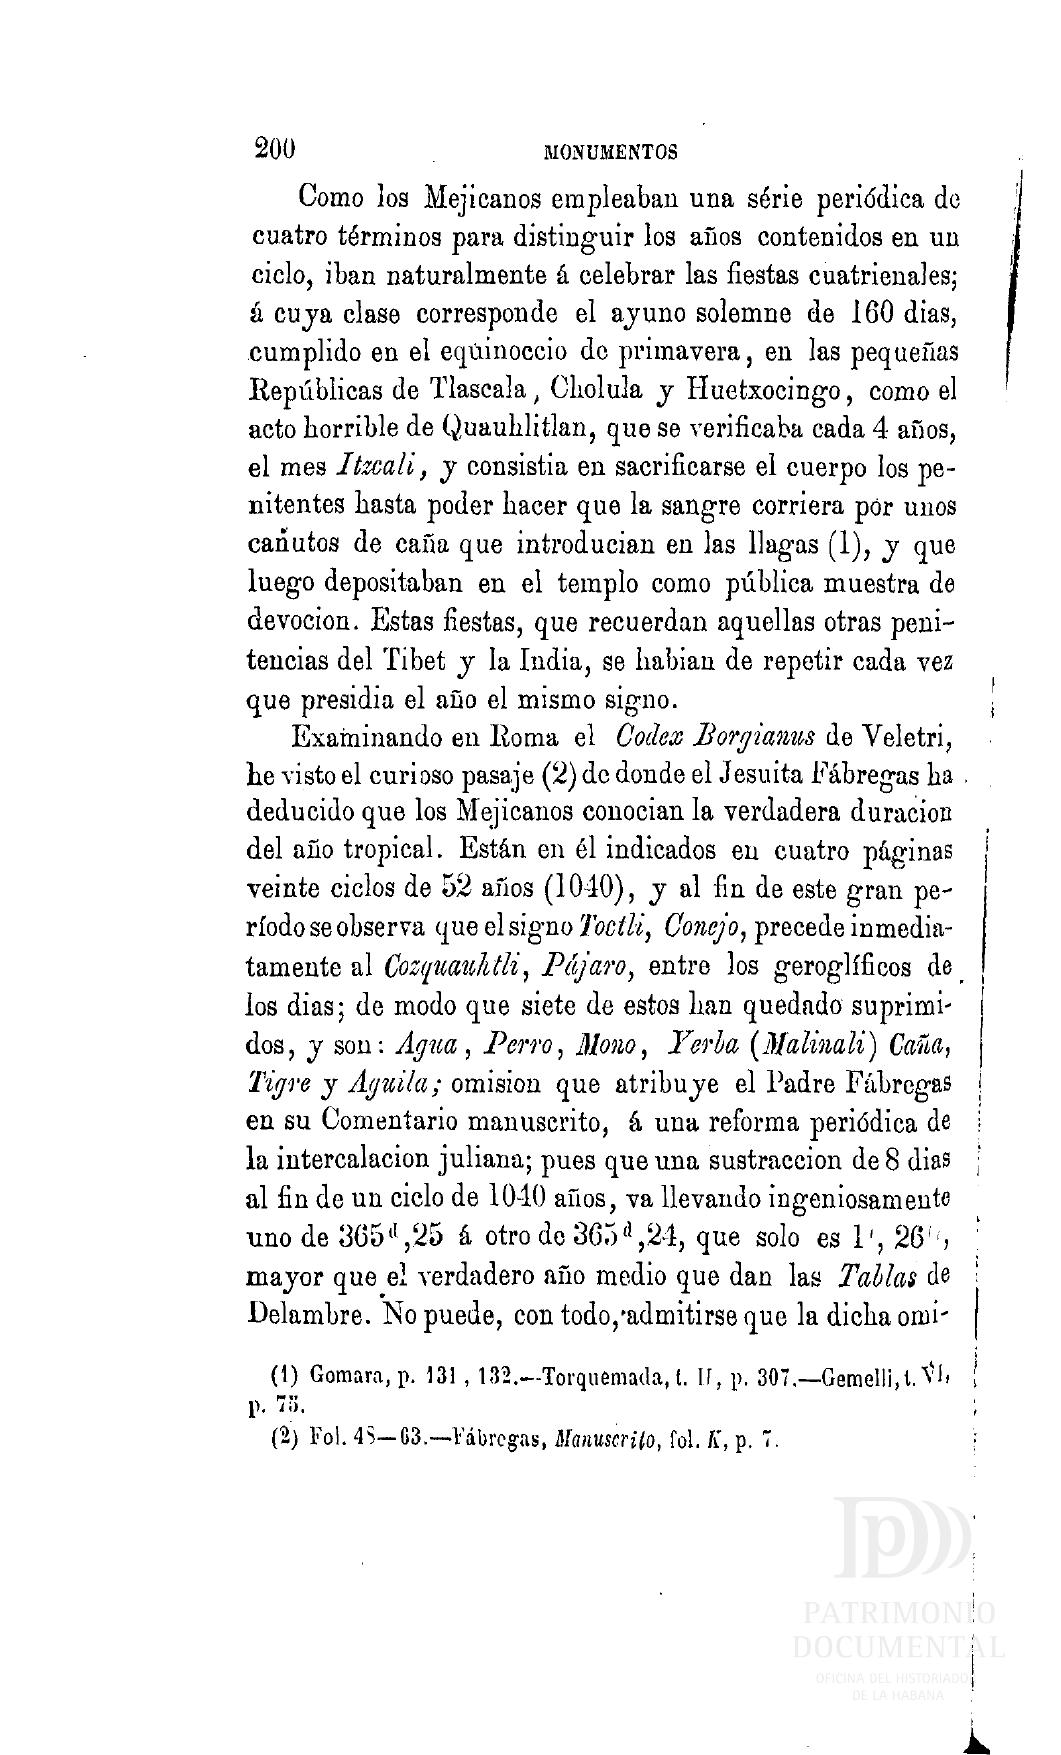 200 MONUMENTOS
Como los Mejicanos empleaban una série periódica de
cuatro términos para distinguir los años contenidos en un
ciclo, iban naturalmente á celebrar las fiestas cuatrienales;
á cuya clase corresponde el ayuno solemne de 160 dias,
cumplido en el equinoccio de primavera, en las pequeñas
Repúblicas de Tlascala, Cholula y Huetxocingo, como el
acto horrible de Quauhlitlan, que se verificaba cada 4 años,
el mes Itzcali, y consistia en sacrificarse el cuerpo los pe-
nitentes hasta poder hacer que la sangre corriera por unos
cañutos de caña que introducian en las llagas (1), y que
luego depositaban en el templo como pública muestra de
devocion. Estas fiestas, que recuerdan aquellas otras peni-
tencias del Tibet y la India, se habian de repetir cada vez
que presidia el año el mismo signo.
Examinando en Roma el Codex Borgianus de Veletri,
he visto el curioso pasaje (2) de donde el Jesuita Fábregas ha
deducido que los Mejicanos conocian la verdadera duracion
del año tropical. Están en él indicados en cuatro páginas
veinte ciclos de 52 años (1040), y al fin de este gran pe-
ríodo se observa que el signo Toctli, Conejo, precede inmedia-
tamente al Cozquauhtli, Pájaro, entre los geroglíficos de
los dias; de modo que siete de estos han quedado suprimi-
dos, y son: Agua, Perro, Mono, Yerba (Malinali) Caña,
Tigre y Aguila; omision que atribuye el Padre Fábregas
en su Comentario manuscrito, á una reforma periódica de
la intercalacion juliana; pues que una sustraccion de 8 dias
al fin de un ciclo de 1040 años, va llevando ingeniosamente
uno de 365ᵈ,25 á otro de 365ᵈ,24, que solo es 1', 26'',
mayor que el verdadero año medio que dan las Tablas de
Delambre. No puede, con todo, admitirse que la dicha omi-
(1) Gomara, p. 131, 132.—Torquemada, t. II, p. 307.—Gemelli, t. VI,
p. 75.
(2) Fol. 48—63.—Fábregas, Manuscrito, fol. K, p. 7.
PATRIMONIO
DOCUMENTAL
OFICINA DEL HISTORIADOR
DE LA HABANA